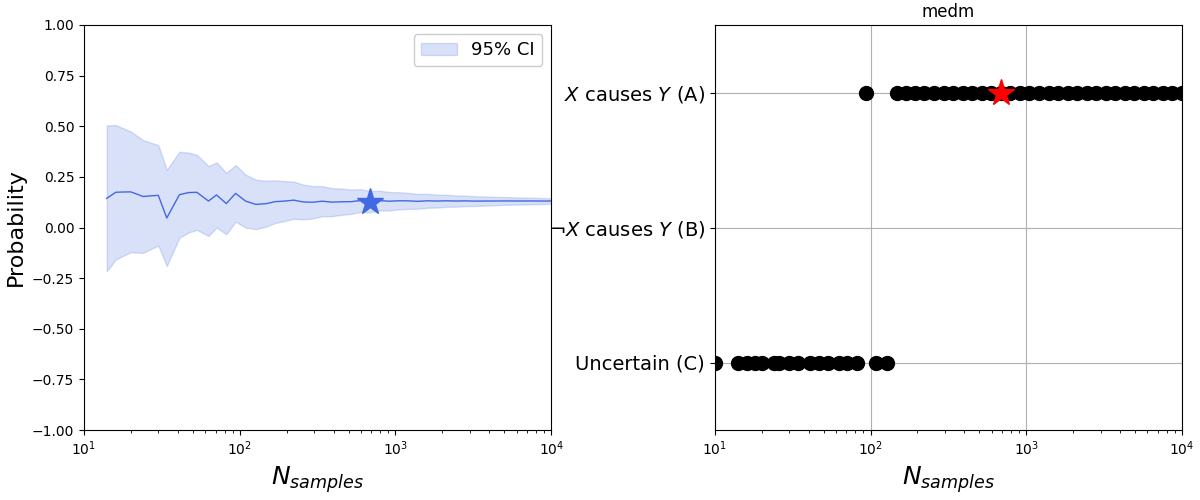 1.00
0.75
0.50
0.25
0.00
−0.25
−0.50
−0.75
−1.00
Probability
95% CI
10¹
10²
10³
10⁴
N_samples
medm
X causes Y (A)
¬X causes Y (B)
Uncertain (C)
10¹
10²
10³
10⁴
N_samples